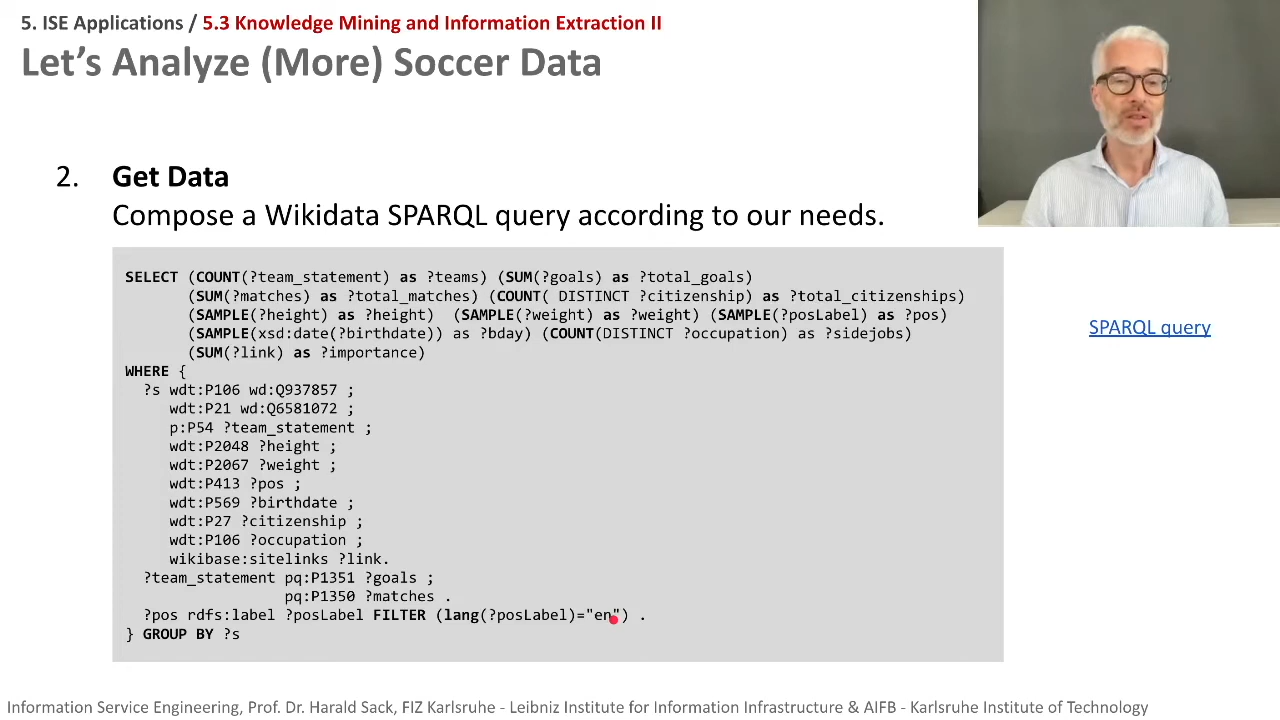 5. ISE Applications / 5.3 Knowledge Mining and Information Extraction II
Let's Analyze (More) Soccer Data
2. Get Data
Compose a Wikidata SPARQL query according to our needs.
SELECT (COUNT(?team_statement) as ?teams) (SUM(?goals) as ?total_goals)
(SUM(?matches) as ?total_matches) (COUNT( DISTINCT ?citizenship) as ?total_citizenships)
(SAMPLE(?height) as ?height)  (SAMPLE(?weight) as ?weight) (SAMPLE(?posLabel) as ?pos)
(SAMPLE(xsd:date(?birthdate)) as ?bday) (COUNT(DISTINCT ?occupation) as ?sidejobs)
(SUM(?link) as ?importance)
WHERE {
?s wdt:P106 wd:Q937857 ;
wdt:P21 wd:Q6581072 ;
p:P54 ?team_statement ;
wdt:P2048 ?height ;
wdt:P2067 ?weight ;
wdt:P413 ?pos ;
wdt:P569 ?birthdate ;
wdt:P27 ?citizenship ;
wdt:P106 ?occupation ;
wikibase:sitelinks ?link.
?team_statement pq:P1351 ?goals ;
pq:P1350 ?matches .
?pos rdfs:label ?posLabel FILTER (lang(?posLabel)="en") .
} GROUP BY ?s
SPARQL query
Information Service Engineering, Prof. Dr. Harald Sack, FIZ Karlsruhe - Leibniz Institute for Information Infrastructure & AIFB - Karlsruhe Institute of Technology